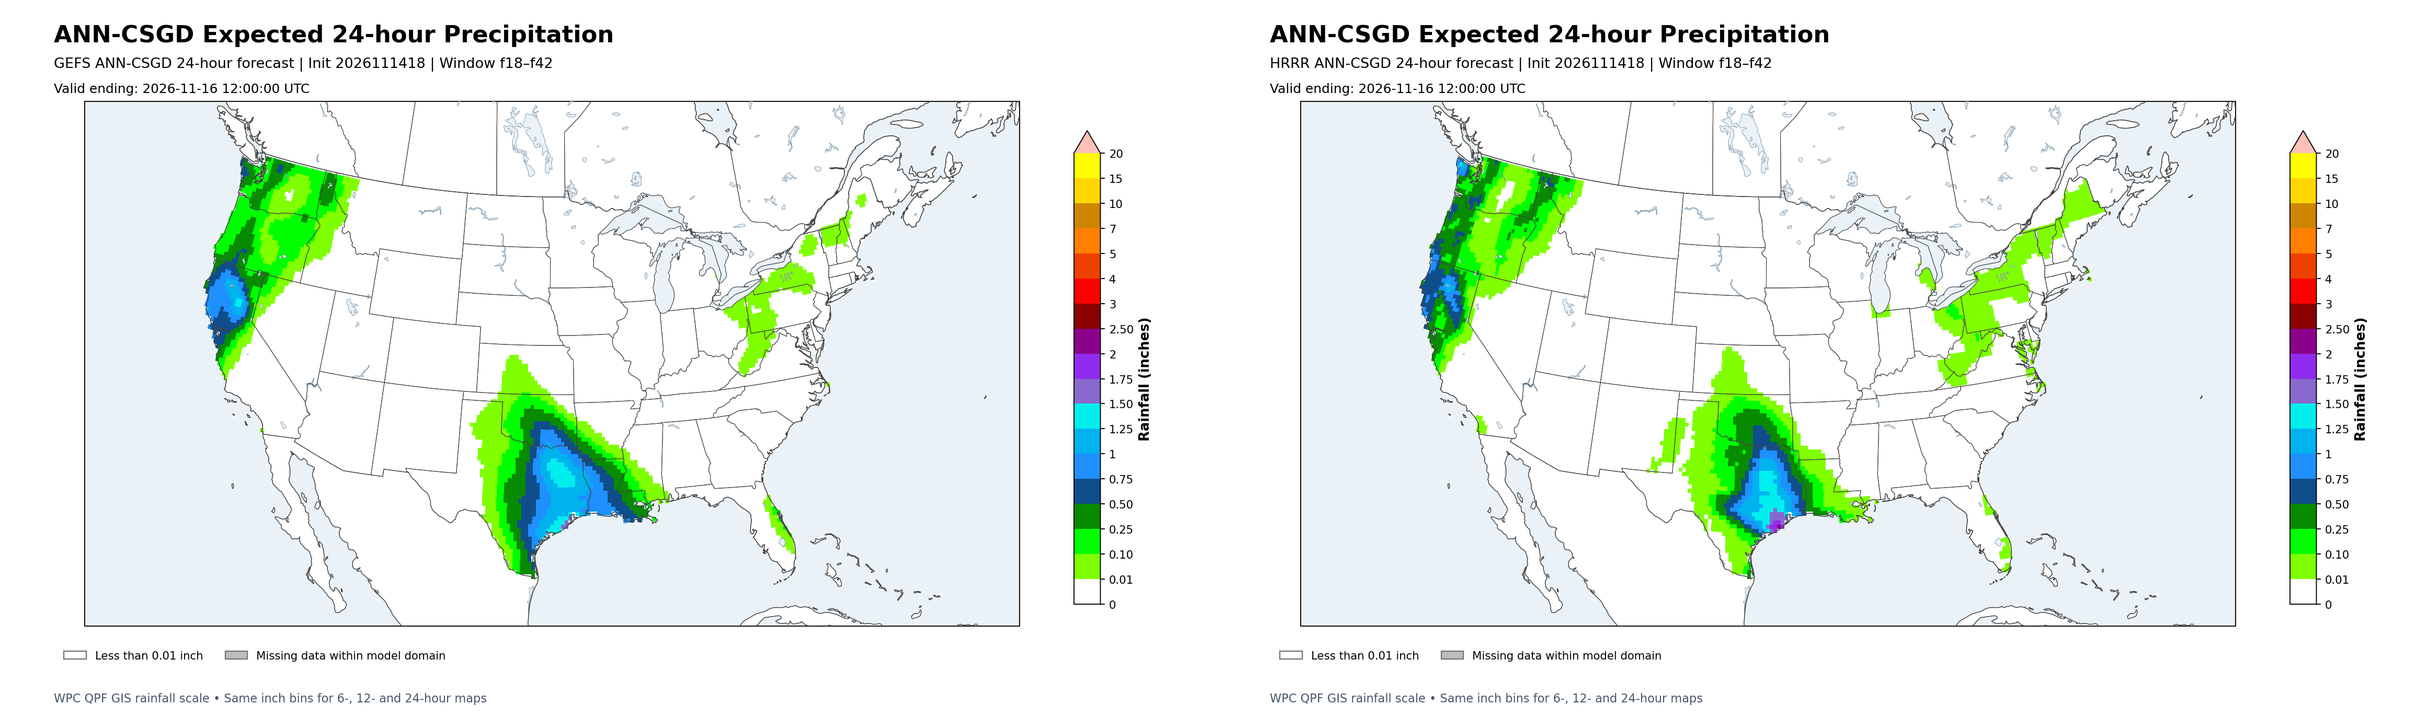 ANN-CSGD Expected 24-hour Precipitation
GEFS ANN-CSGD 24-hour forecast | Init 2026111418 | Window f18–f42
Valid ending: 2026-11-16 12:00:00 UTC
20
15
10
7
5
4
3
2.50
2
1.75
1.50
1.25
1
0.75
0.50
0.25
0.10
0.01
0
Rainfall (inches)
Less than 0.01 inch
Missing data within model domain
WPC QPF GIS rainfall scale • Same inch bins for 6-, 12- and 24-hour maps
ANN-CSGD Expected 24-hour Precipitation
HRRR ANN-CSGD 24-hour forecast | Init 2026111418 | Window f18–f42
Valid ending: 2026-11-16 12:00:00 UTC
20
15
10
7
5
4
3
2.50
2
1.75
1.50
1.25
1
0.75
0.50
0.25
0.10
0.01
0
Rainfall (inches)
Less than 0.01 inch
Missing data within model domain
WPC QPF GIS rainfall scale • Same inch bins for 6-, 12- and 24-hour maps